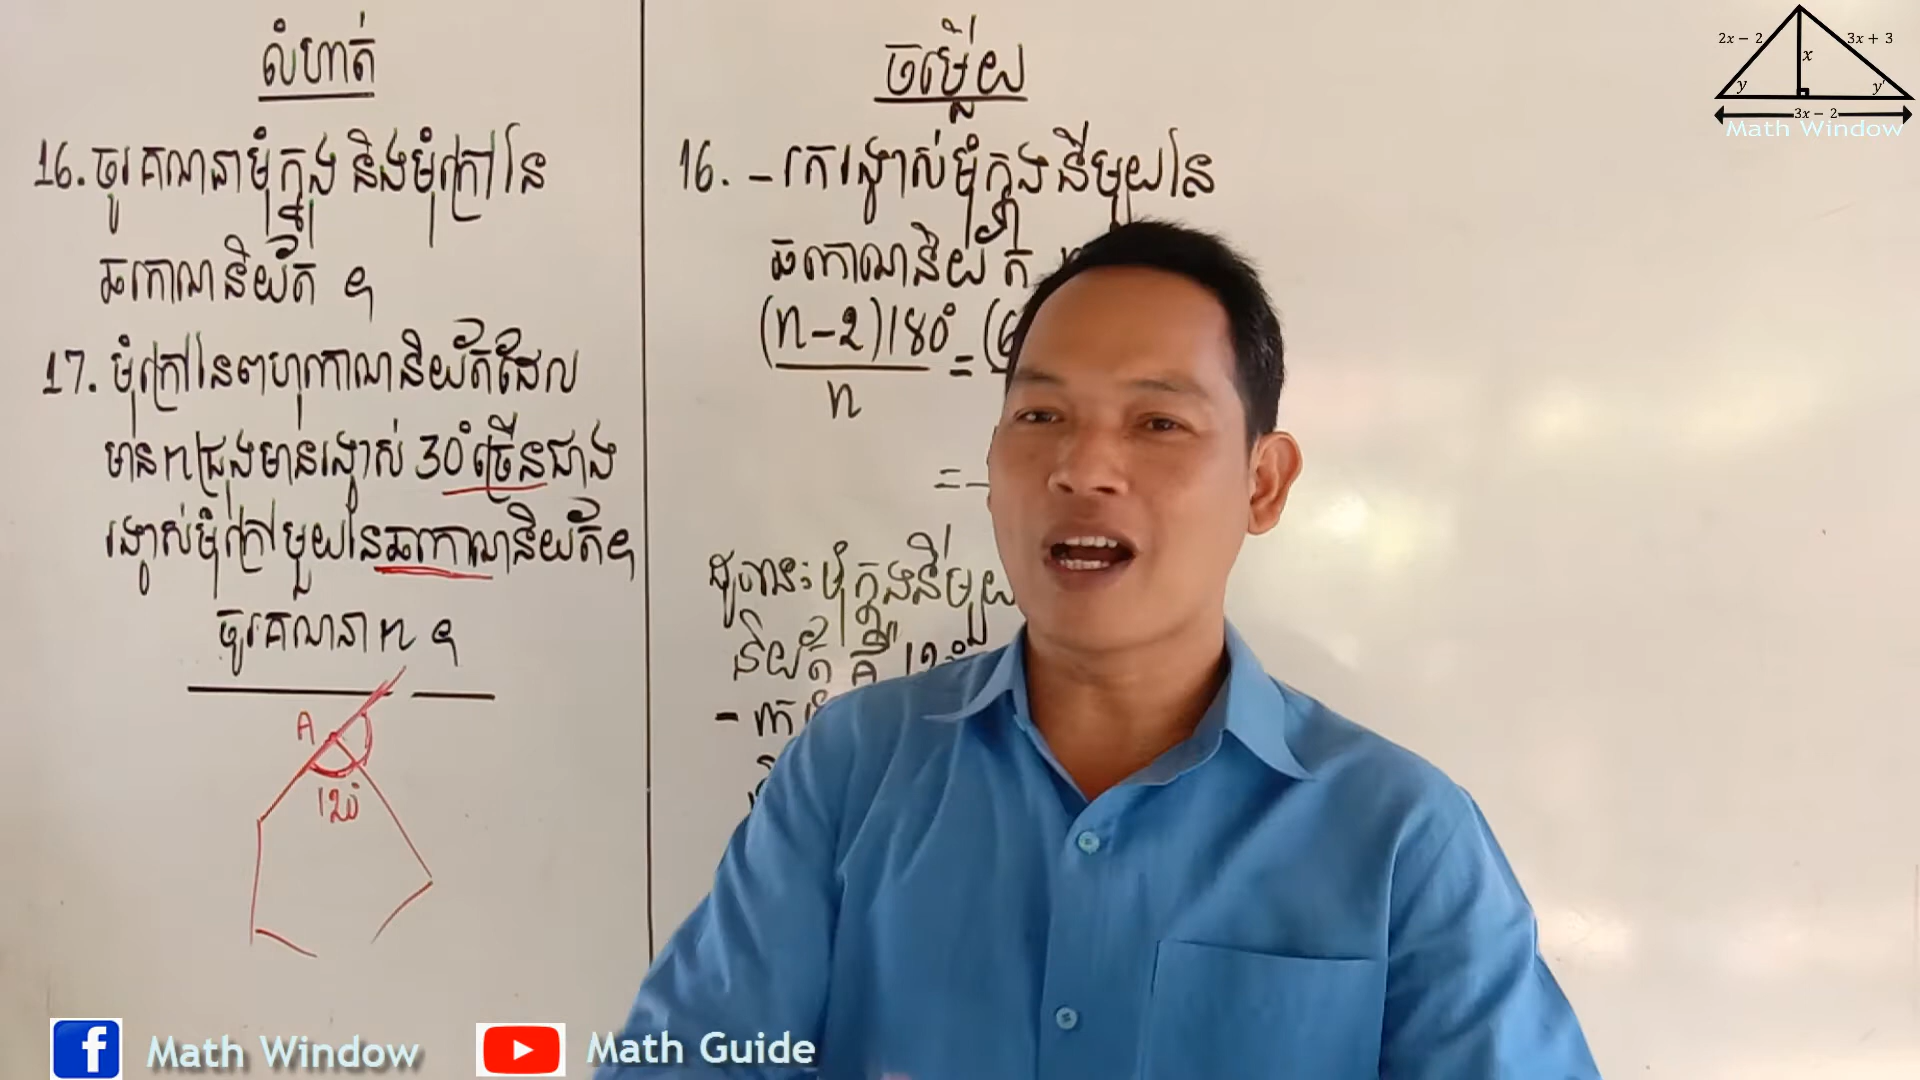 លំហាត់
16. ចូរគណនាមុំក្នុង និងមុំក្រៅនៃ
ឆកោណនិយ័ត ។
17. មុំក្រៅនៃពហុកោណនិយ័តដែល
មាន n ជ្រុងមានរង្វាស់ 30° ច្រើនជាង
រង្វាស់មុំក្រៅមួយនៃឆកោណនិយ័ត។
ចូរគណនា n ។
A
120°
ចម្លើយ
16. - រករង្វាស់មុំក្នុងនីមួយៗនៃ
ឆកោណនិយ័ត
(n-2)180° = (6
n
=
ដូចនេះ មុំក្នុងនីមួយ
និយ័ត គឺ 12
2x − 2
3x + 3
x
y
y'
3x − 2
Math Window
Math Window
Math Guide